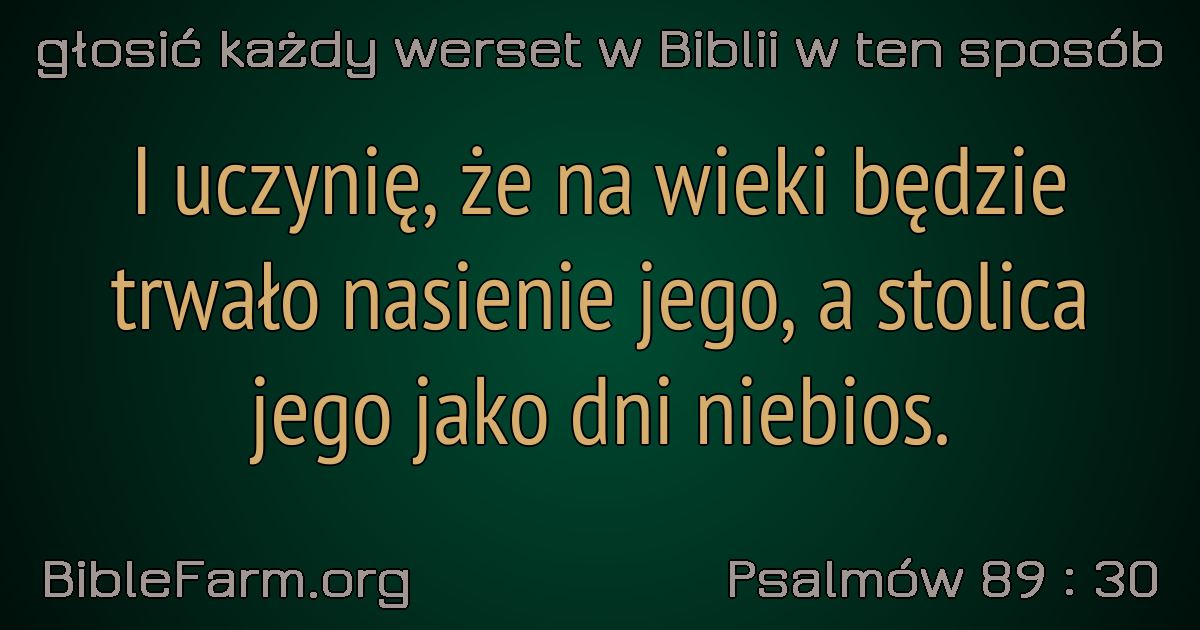 głosić każdy werset w Biblii w ten sposób
I uczynię, że na wieki będzie
trwało nasienie jego, a stolica
jego jako dni niebios.
BibleFarm.org
Psalmów 89 : 30